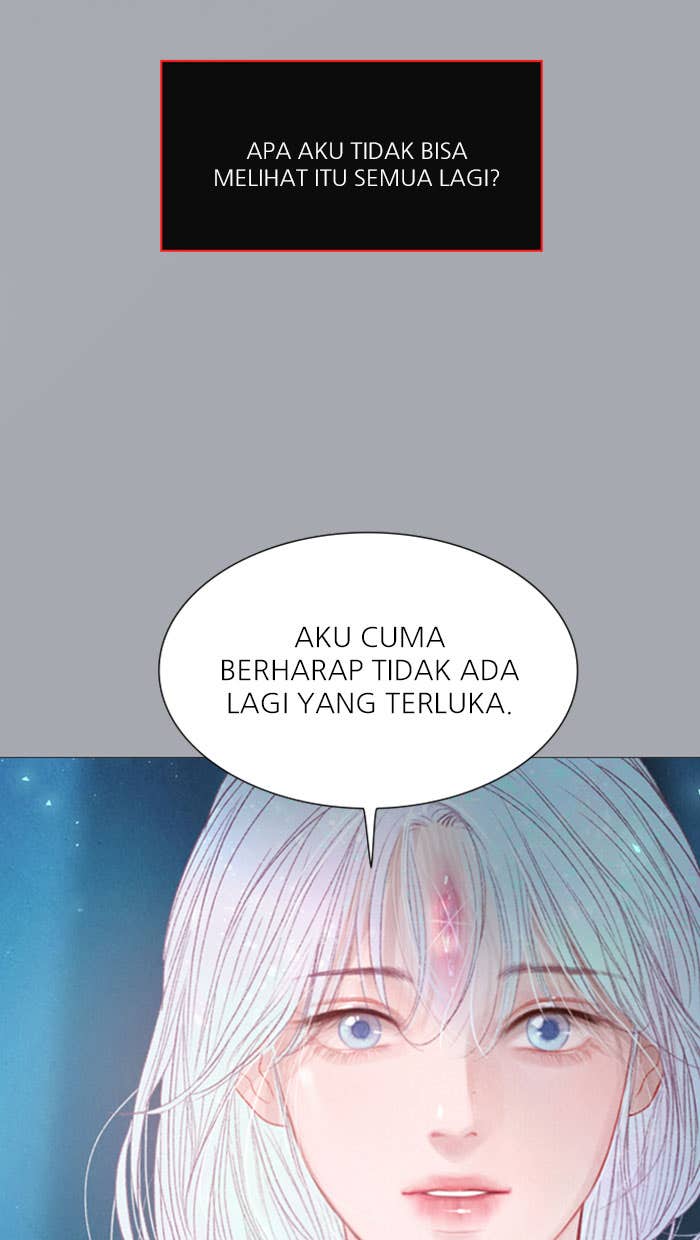 APA AKU TIDAK BISA
MELIHAT ITU SEMUA LAGI?
AKU CUMA
BERHARAP TIDAK ADA
LAGI YANG TERLUKA.